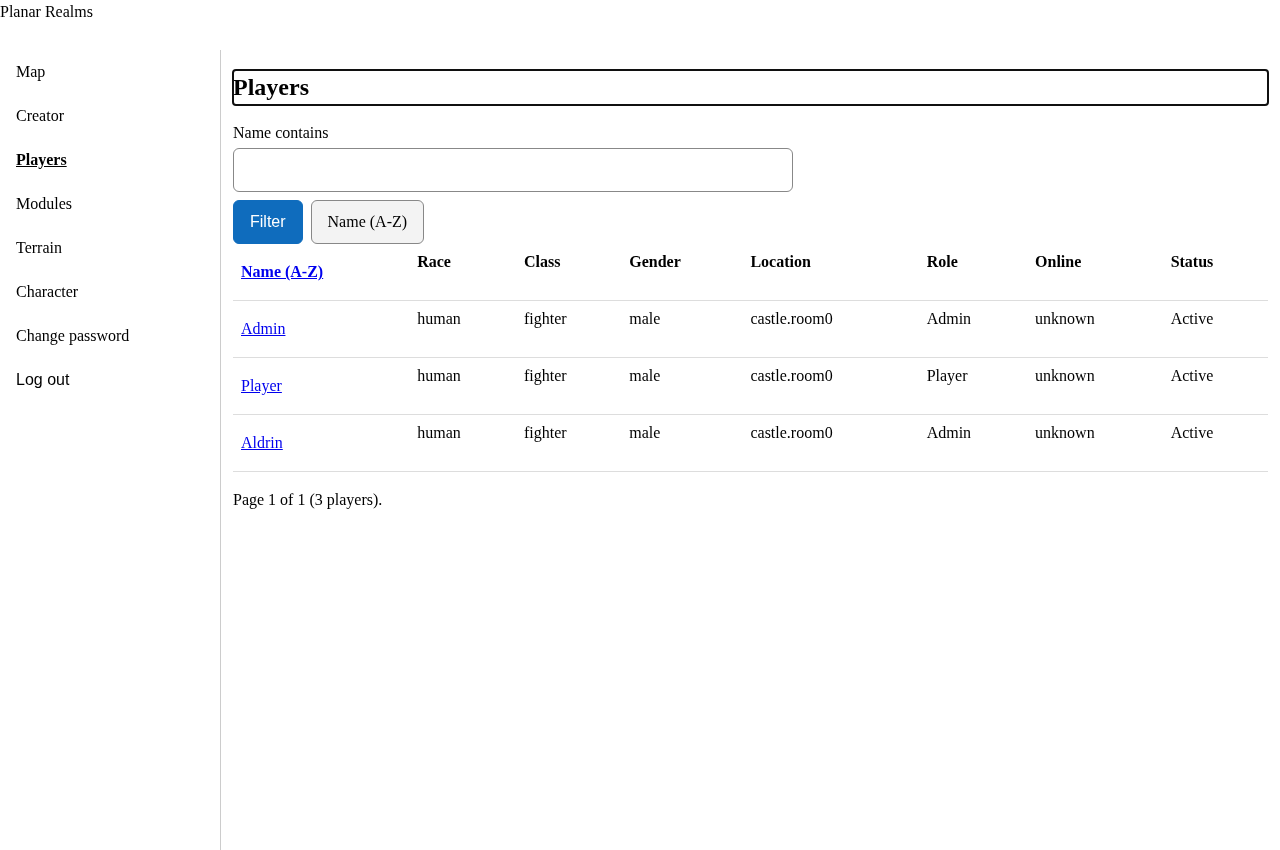 Planar Realms
Map
Creator
Players
Modules
Terrain
Character
Change password
Log out
Players
Name contains
Filter Name (A-Z)
Name (A-Z) Race Class Gender Location Role Online Status
Admin human fighter male castle.room0 Admin unknown Active
Player human fighter male castle.room0 Player unknown Active
Aldrin human fighter male castle.room0 Admin unknown Active
Page 1 of 1 (3 players).